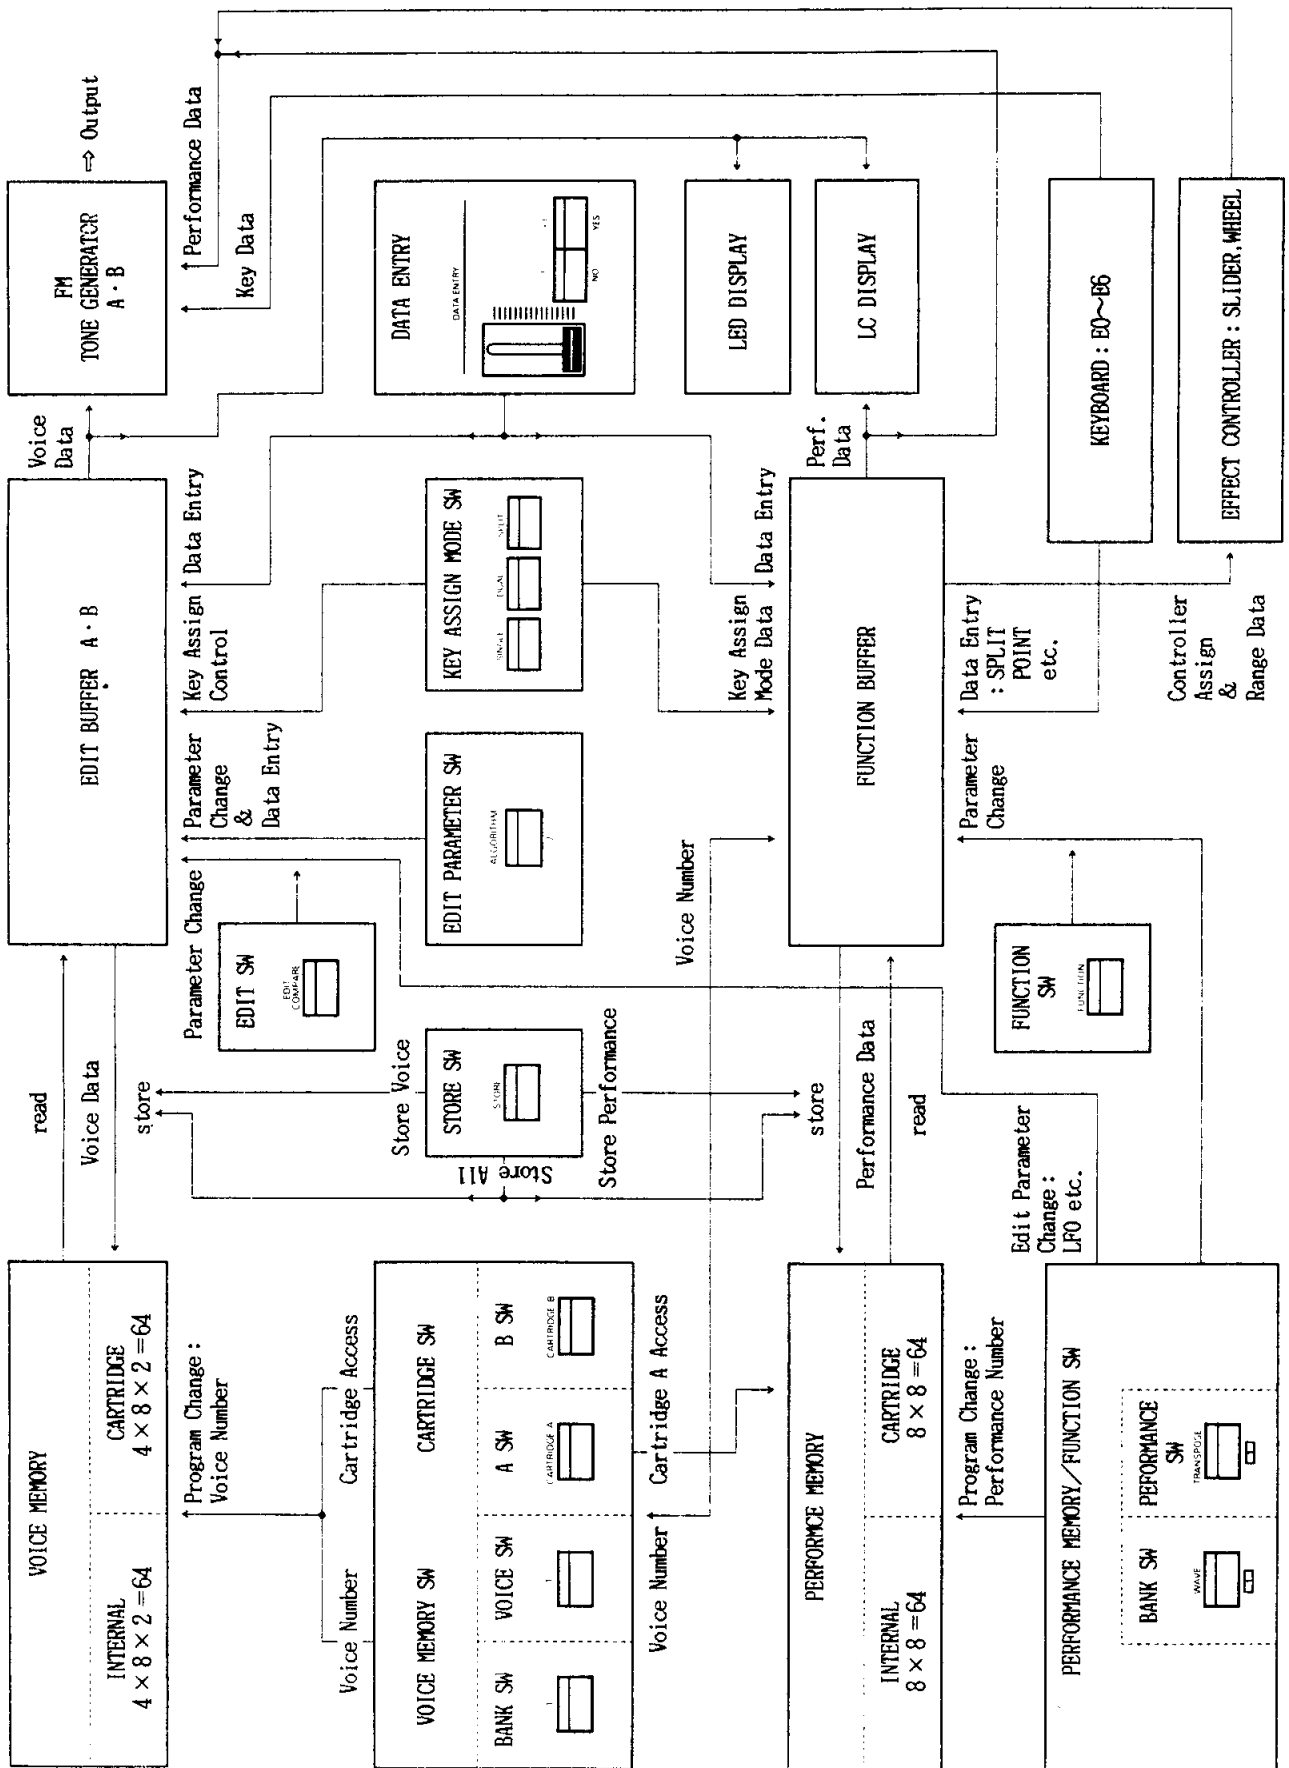 VOICE MEMORY
INTERNAL
4 × 8 × 2 = 64
CARTRIDGE
4 × 8 × 2 = 64
read
Voice Data
store
EDIT BUFFER A · B
Voice
Data
FM
TONE GENERATOR
A · B
⇨ Output
Program Change :
Voice Number
Parameter Change
Parameter
Change
&
Data Entry
Key Assign
Control
Data Entry
Key Data
Performance Data
EDIT SW
EDIT
COMPARE
Voice Number
Cartridge Access
Store Voice
VOICE MEMORY SW
CARTRIDGE SW
BANK SW
1
VOICE SW
1
A SW
CARTRIDGE A
B SW
CARTRIDGE B
Store All
STORE SW
STORE
EDIT PARAMETER SW
ALGORITHM
KEY ASSIGN MODE SW
SINGLE
DUAL
SPLIT
DATA ENTRY
DATA ENTRY
NO
YES
Voice Number
Cartridge A Access
Store Performance
Voice Number
LED DISPLAY
LC DISPLAY
Key Assign
Mode Data
Data Entry
store
PERFORMCE MEMORY
INTERNAL
8 × 8 = 64
CARTRIDGE
8 × 8 = 64
Performance Data
read
FUNCTION BUFFER
Perf.
Data
Program Change :
Performance Number
Edit Parameter
Change :
LFO etc.
Parameter
Change
Data Entry
: SPLIT
POINT
etc.
FUNCTION
SW
FUNCTION
KEYBOARD : E0~E6
PERFORMANCE MEMORY/FUNCTION SW
BANK SW
WAVE
PEFORMANCE
SW
TRANSPOSE
Controller
Assign
&
Range Data
EFFECT CONTROLLER : SLIDER, WHEEL